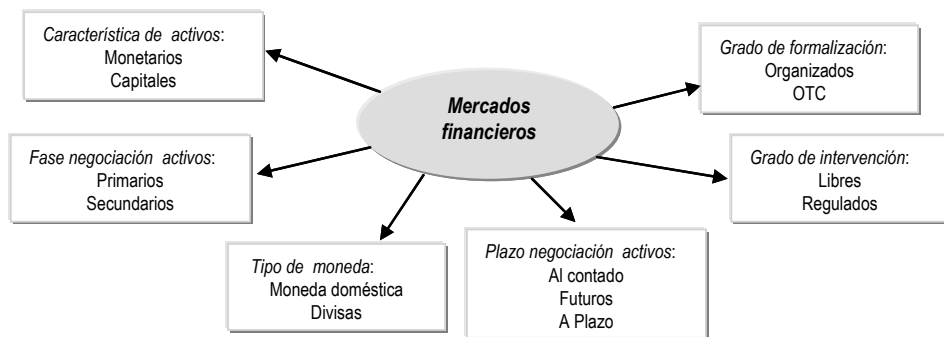 Característica de activos:
Monetarios
Capitales
Grado de formalización:
Organizados
OTC
Mercados
financieros
Fase negociación activos:
Primarios
Secundarios
Grado de intervención:
Libres
Regulados
Tipo de moneda:
Moneda doméstica
Divisas
Plazo negociación activos:
Al contado
Futuros
A Plazo